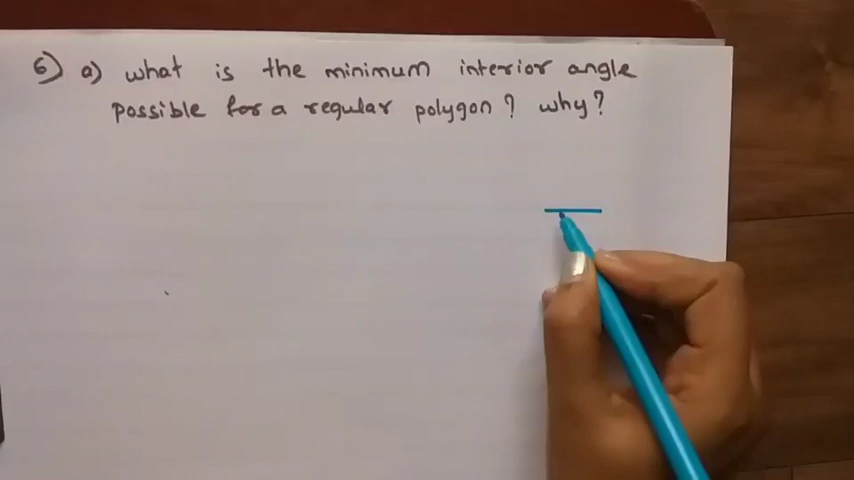 6) a) what is the minimum interior angle
possible for a regular polygon? why?